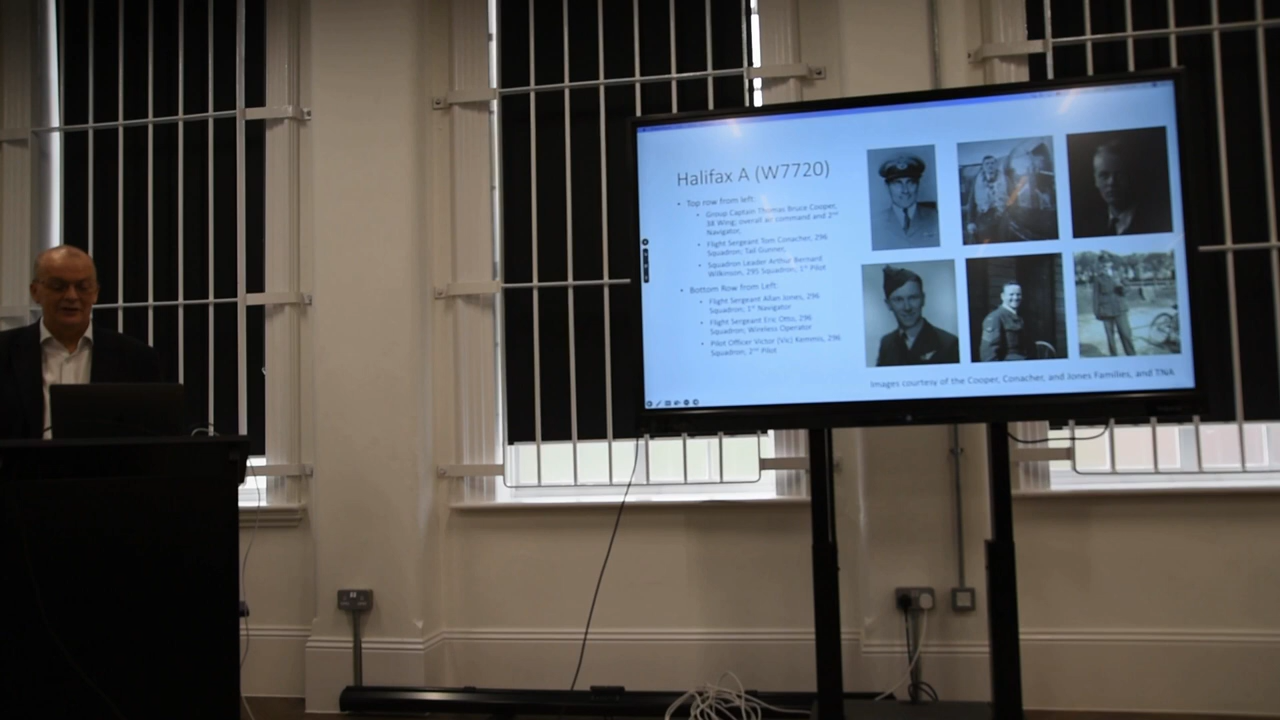 Halifax A (W7720)
• Top row from left:
• Group Captain Thomas Bruce Cooper,
38 Wing; overall air command and 2nd
Navigator,
• Flight Sergeant Tom Conacher, 296
Squadron; Tail Gunner,
• Squadron Leader Arthur Bernard
Wilkinson, 295 Squadron, 1st Pilot
• Bottom Row from Left:
• Flight Sergeant Allan Jones, 296
Squadron, 1st Navigator
• Flight Sergeant Eric Otto, 296
Squadron; Wireless Operator
• Pilot Officer Victor (Vic) Kemmis, 296
Squadron; 2nd Pilot
Images courtesy of the Cooper, Conacher, and Jones Families, and TNA